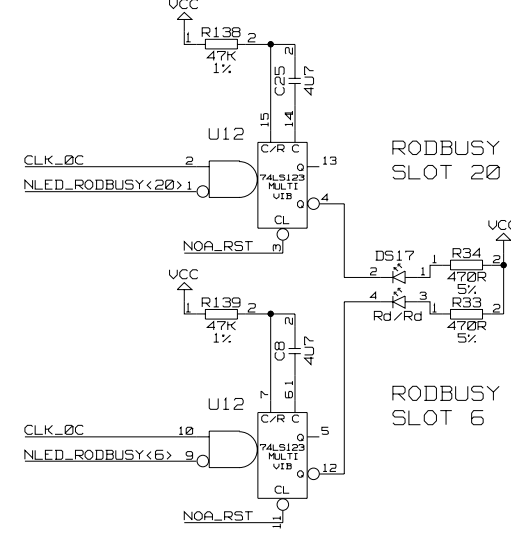 VCC
1 R138 2
47K
1%
2
C25
4U7
15
14
U12
C/R C
CLK_0C 2
NLED_RODBUSY<20> 1
Q 13
74LS123
MULTI
VIB
Q 4
CL
NOA_RST
3
RODBUSY
SLOT 20
VCC
DS17
2 1
1 R34 2
470R
5%
4 3
Rd/Rd
1 R33 2
470R
5%
VCC
1 R139 2
47K
1%
2
C8
4U7
7
6 1
U12
C/R C
CLK_0C 10
NLED_RODBUSY<6> 9
Q 5
74LS123
MULTI
VIB
Q 12
CL
NOA_RST
11
RODBUSY
SLOT 6